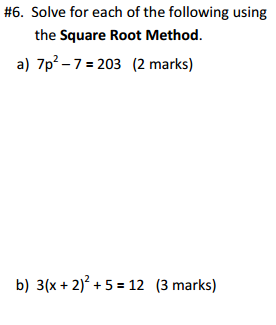 #6. Solve for each of the following using
the Square Root Method.
a) 7p² – 7 = 203 (2 marks)
b) 3(x + 2)² + 5 = 12 (3 marks)